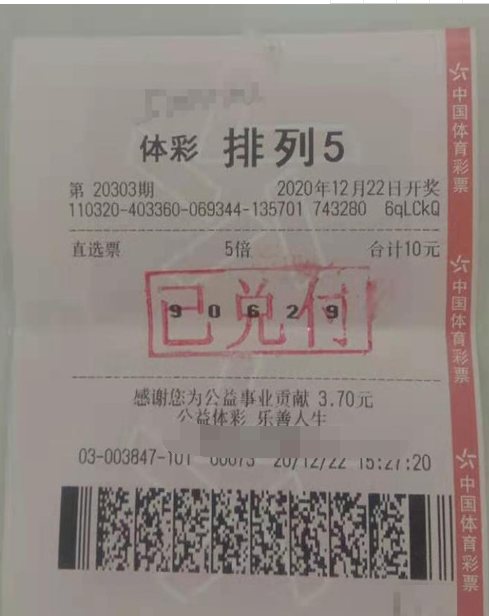 体彩 排列5
第 20303期 2020年12月22日开奖
110320-403360-069344-135701 743280 6qLCkQ
直选票 5倍 合计10元
已兑付
9 0 6 2 9
感谢您为公益事业贡献 3.70元
公益体彩 乐善人生
03-003847-101 00073 20/12/22 15:27:20
中国体育彩票
中国体育彩票
中国体育彩票